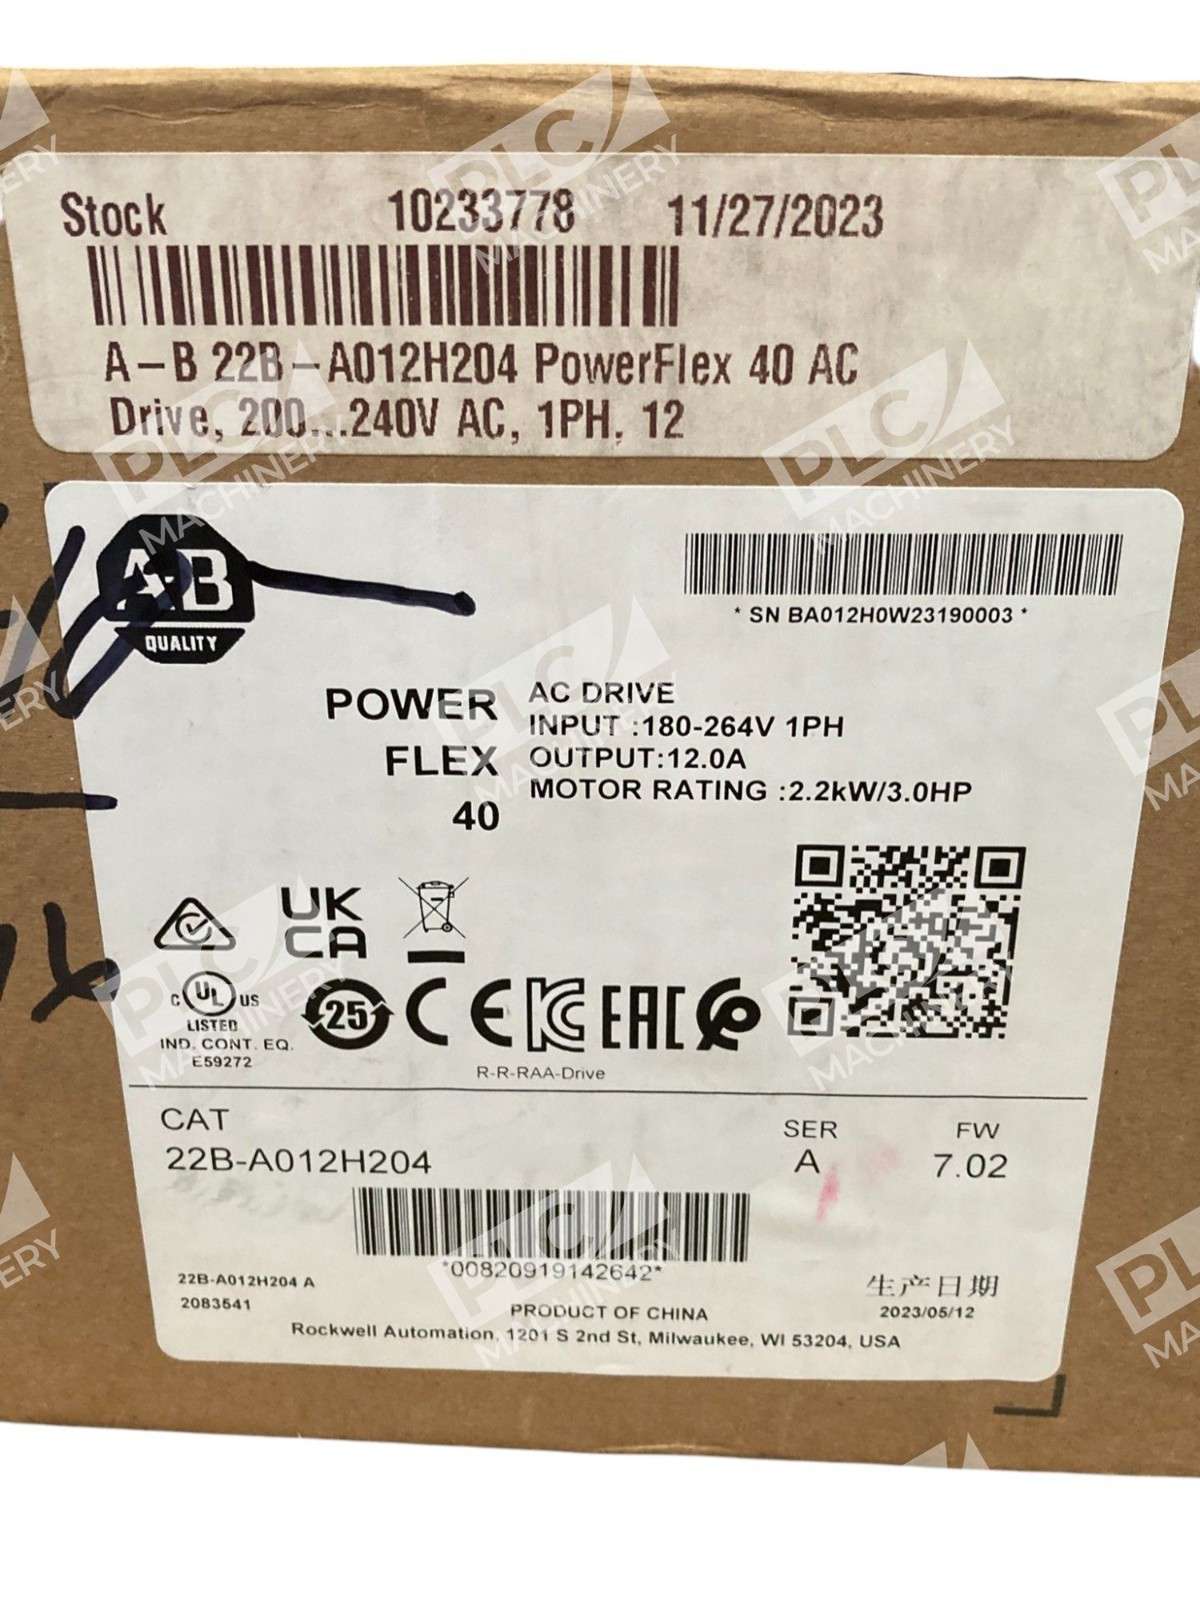 Stock 10233778 11/27/2023
A-B 22B-A012H204 PowerFlex 40 AC
Drive, 200...240V AC, 1PH, 12
A-B
QUALITY
* SN BA012H0W23190003 *
POWER
FLEX
40
AC DRIVE
INPUT :180-264V 1PH
OUTPUT:12.0A
MOTOR RATING :2.2kW/3.0HP
UK
CA
C UL US
LISTED
IND. CONT. EQ.
E59272
25
CE
EAC
R-R-RAA-Drive
CAT
22B-A012H204
SER
A
FW
7.02
*00820919142642*
22B-A012H204 A
2083541
生产日期
2023/05/12
PRODUCT OF CHINA
Rockwell Automation, 1201 S 2nd St, Milwaukee, WI 53204, USA
PLC
MACHINERY